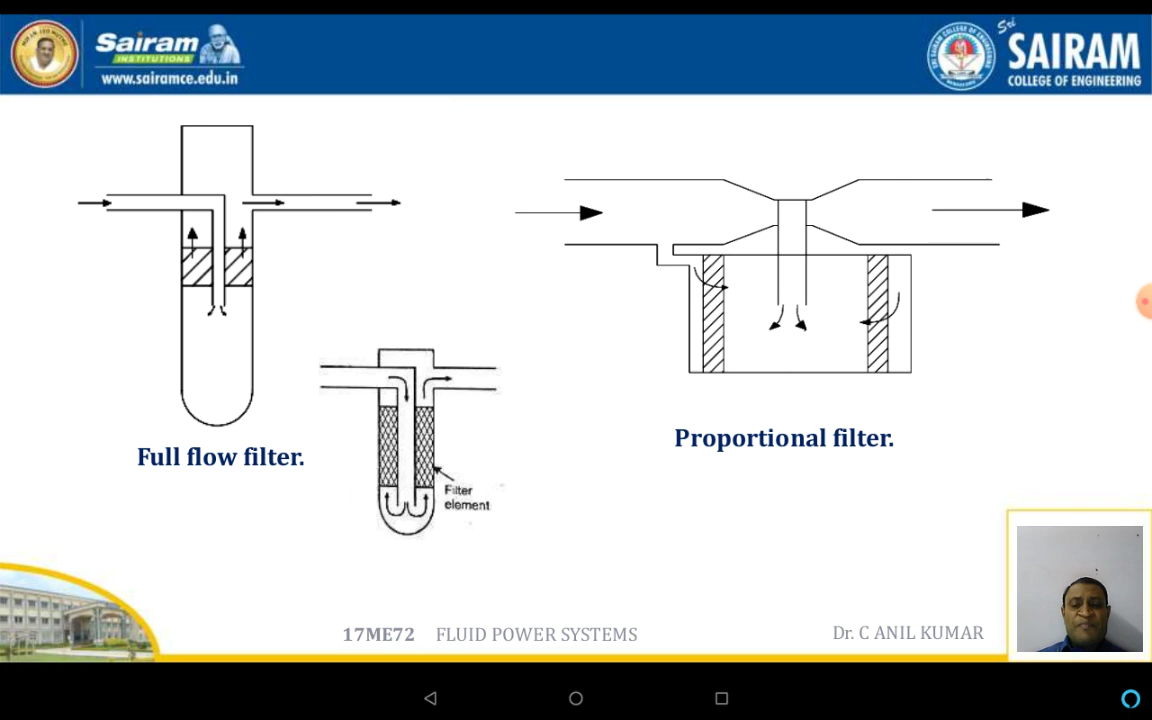 Sairam
INSTITUTIONS
www.sairamce.edu.in
Sri
SAIRAM
COLLEGE OF ENGINEERING
Full flow filter.
Filter
element
Proportional filter.
17ME72 FLUID POWER SYSTEMS
Dr. C ANIL KUMAR